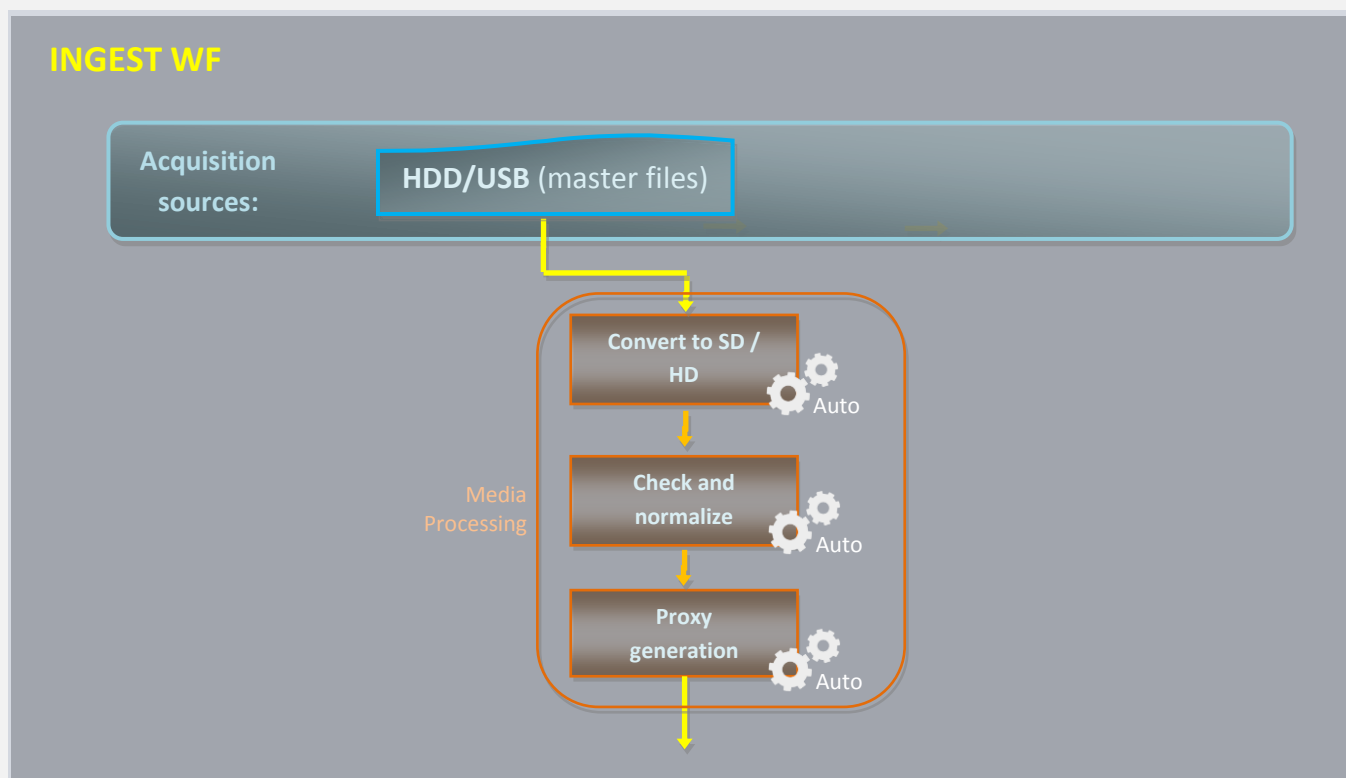 INGEST WF
Acquisition
sources:
HDD/USB (master files)
Convert to SD /
HD
Auto
Media
Processing
Check and
normalize
Auto
Proxy
generation
Auto